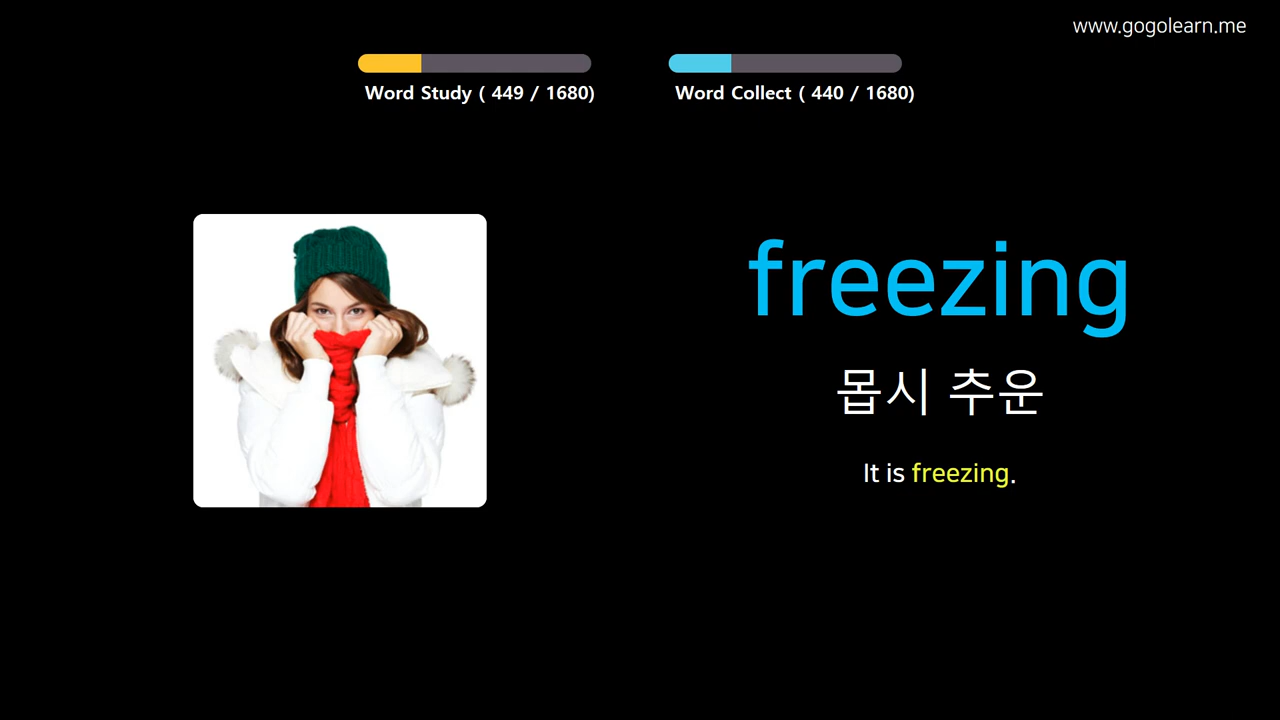 www.gogolearn.me
Word Study ( 449 / 1680)
Word Collect ( 440 / 1680)
freezing
몹시 추운
It is freezing.